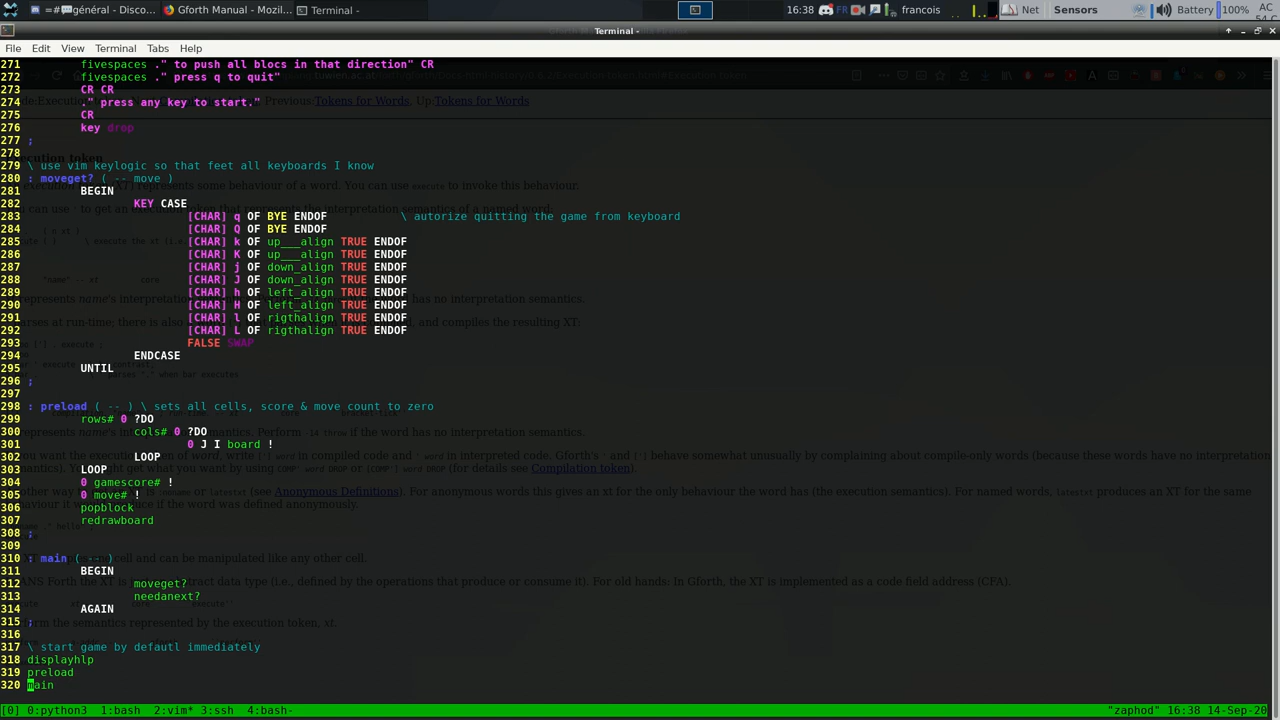 =#💬général - Disco... Gforth Manual - Mozil... Terminal - 16:38 FR francois Net Sensors Battery 100% AC
54 C
Terminal -
File Edit View Terminal Tabs Help
271 fivespaces ." to push all blocs in that direction" CR
272 fivespaces ." press q to quit"
273 CR CR
274 ." press any key to start."
275 CR
276 key drop
277 ;
278
279 \ use vim keylogic so that feet all keyboards I know
280 : moveget? ( -- move )
281 BEGIN
282 KEY CASE
283 [CHAR] q OF BYE ENDOF \ autorize quitting the game from keyboard
284 [CHAR] Q OF BYE ENDOF
285 [CHAR] k OF up___align TRUE ENDOF
286 [CHAR] K OF up___align TRUE ENDOF
287 [CHAR] j OF down_align TRUE ENDOF
288 [CHAR] J OF down_align TRUE ENDOF
289 [CHAR] h OF left_align TRUE ENDOF
290 [CHAR] H OF left_align TRUE ENDOF
291 [CHAR] l OF rigthalign TRUE ENDOF
292 [CHAR] L OF rigthalign TRUE ENDOF
293 FALSE SWAP
294 ENDCASE
295 UNTIL
296 ;
297
298 : preload ( -- ) \ sets all cells, score & move count to zero
299 rows# 0 ?DO
300 cols# 0 ?DO
301 0 J I board !
302 LOOP
303 LOOP
304 0 gamescore# !
305 0 move# !
306 popblock
307 redrawboard
308 ;
309
310 : main ( -- )
311 BEGIN
312 moveget?
313 needanext?
314 AGAIN
315 ;
316
317 \ start game by defautl immediately
318 displayhlp
319 preload
320 main
[0] 0:python3 1:bash 2:vim* 3:ssh 4:bash- "zaphod" 16:38 14-Sep-20